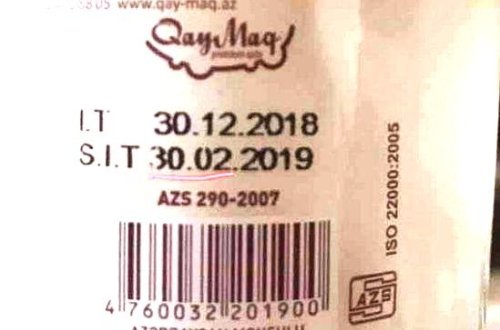 www.qay-maq.az
QayMaq
I.T 30.12.2018
S.I.T 30.02.2019
AZS 290-2007
4 760032 201900
ISO 22000:2005
AZS